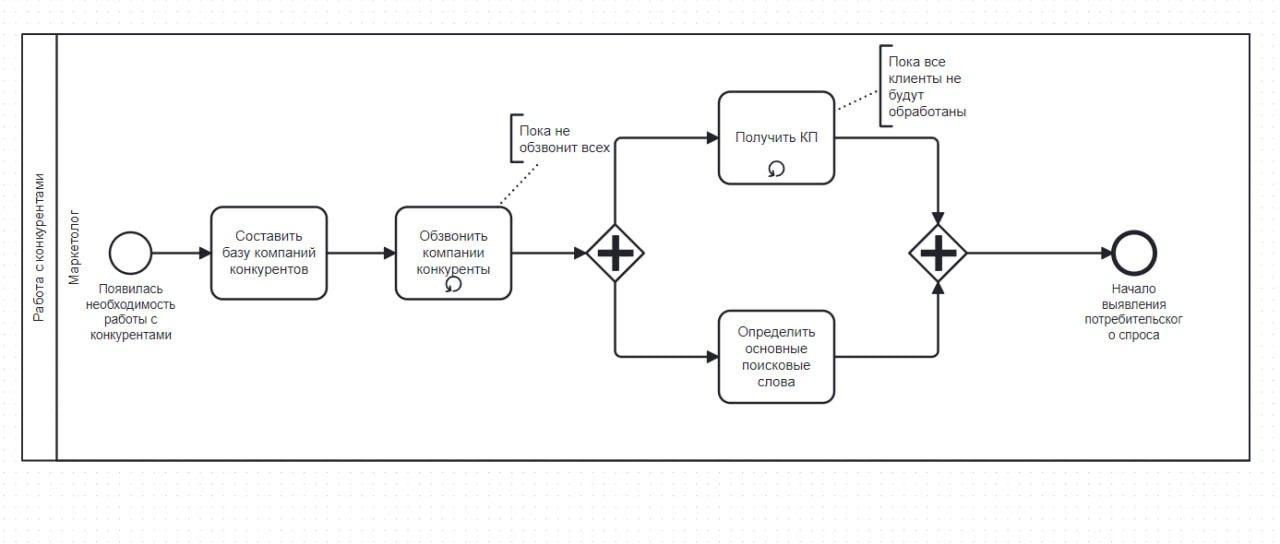 Работа с конкурентами
Маркетолог
Появилась
необходимость
работы с
конкурентами
Составить
базу компаний
конкурентов
Обзвонить
компании
конкуренты
Пока не
обзвонит всех
Получить КП
Пока все
клиенты не
будут
обработаны
Определить
основные
поисковые
слова
Начало
выявления
потребительског
о спроса